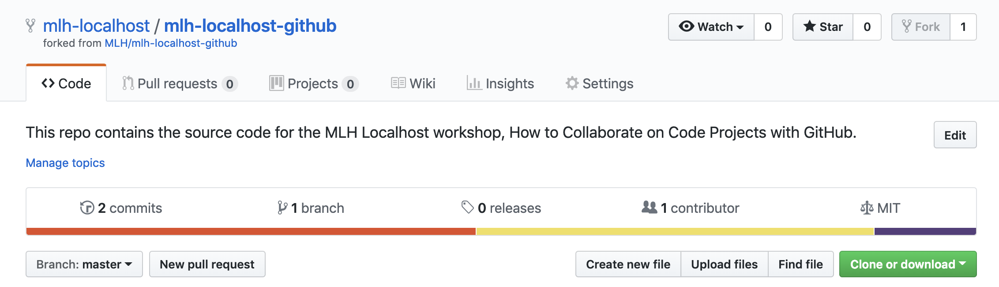 mlh-localhost / mlh-localhost-github
Watch 0 Star 0 Fork 1
forked from MLH/mlh-localhost-github
Code Pull requests 0 Projects 0 Wiki Insights Settings
This repo contains the source code for the MLH Localhost workshop, How to Collaborate on Code Projects with GitHub.
Edit
Manage topics
2 commits 1 branch 0 releases 1 contributor MIT
Branch: master New pull request Create new file Upload files Find file Clone or download